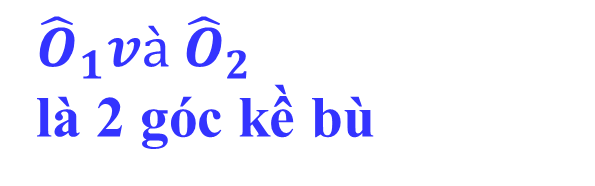 Ô₁ và Ô₂
là 2 góc kề bù